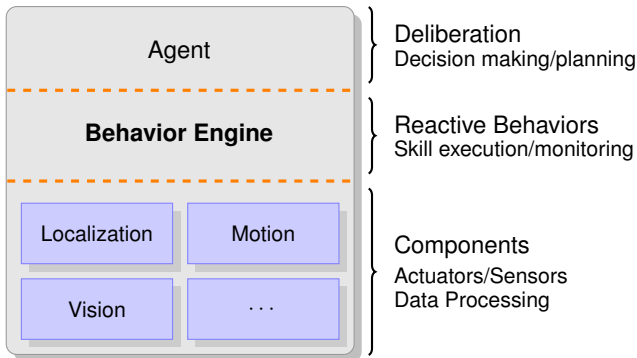 Agent
Deliberation
Decision making/planning
Behavior Engine
Reactive Behaviors
Skill execution/monitoring
Localization
Motion
Vision
···
Components
Actuators/Sensors
Data Processing